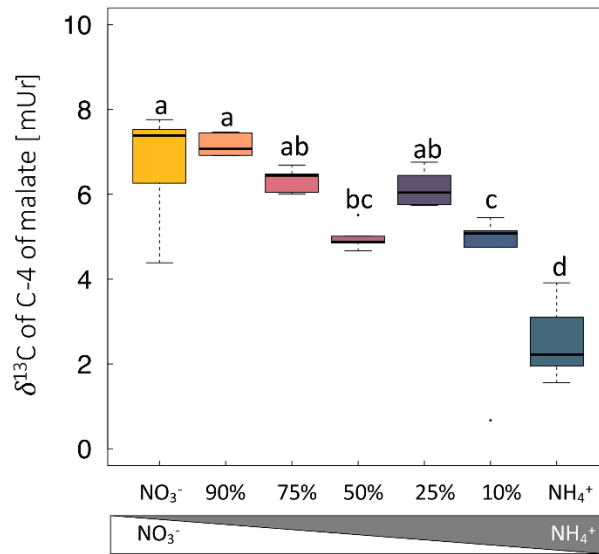 δ¹³C of C-4 of malate [mUr]
10
8
6
4
2
0
a
a
ab
bc
ab
c
d
NO₃⁻ 90% 75% 50% 25% 10% NH₄⁺
NO₃⁻ NH₄⁺